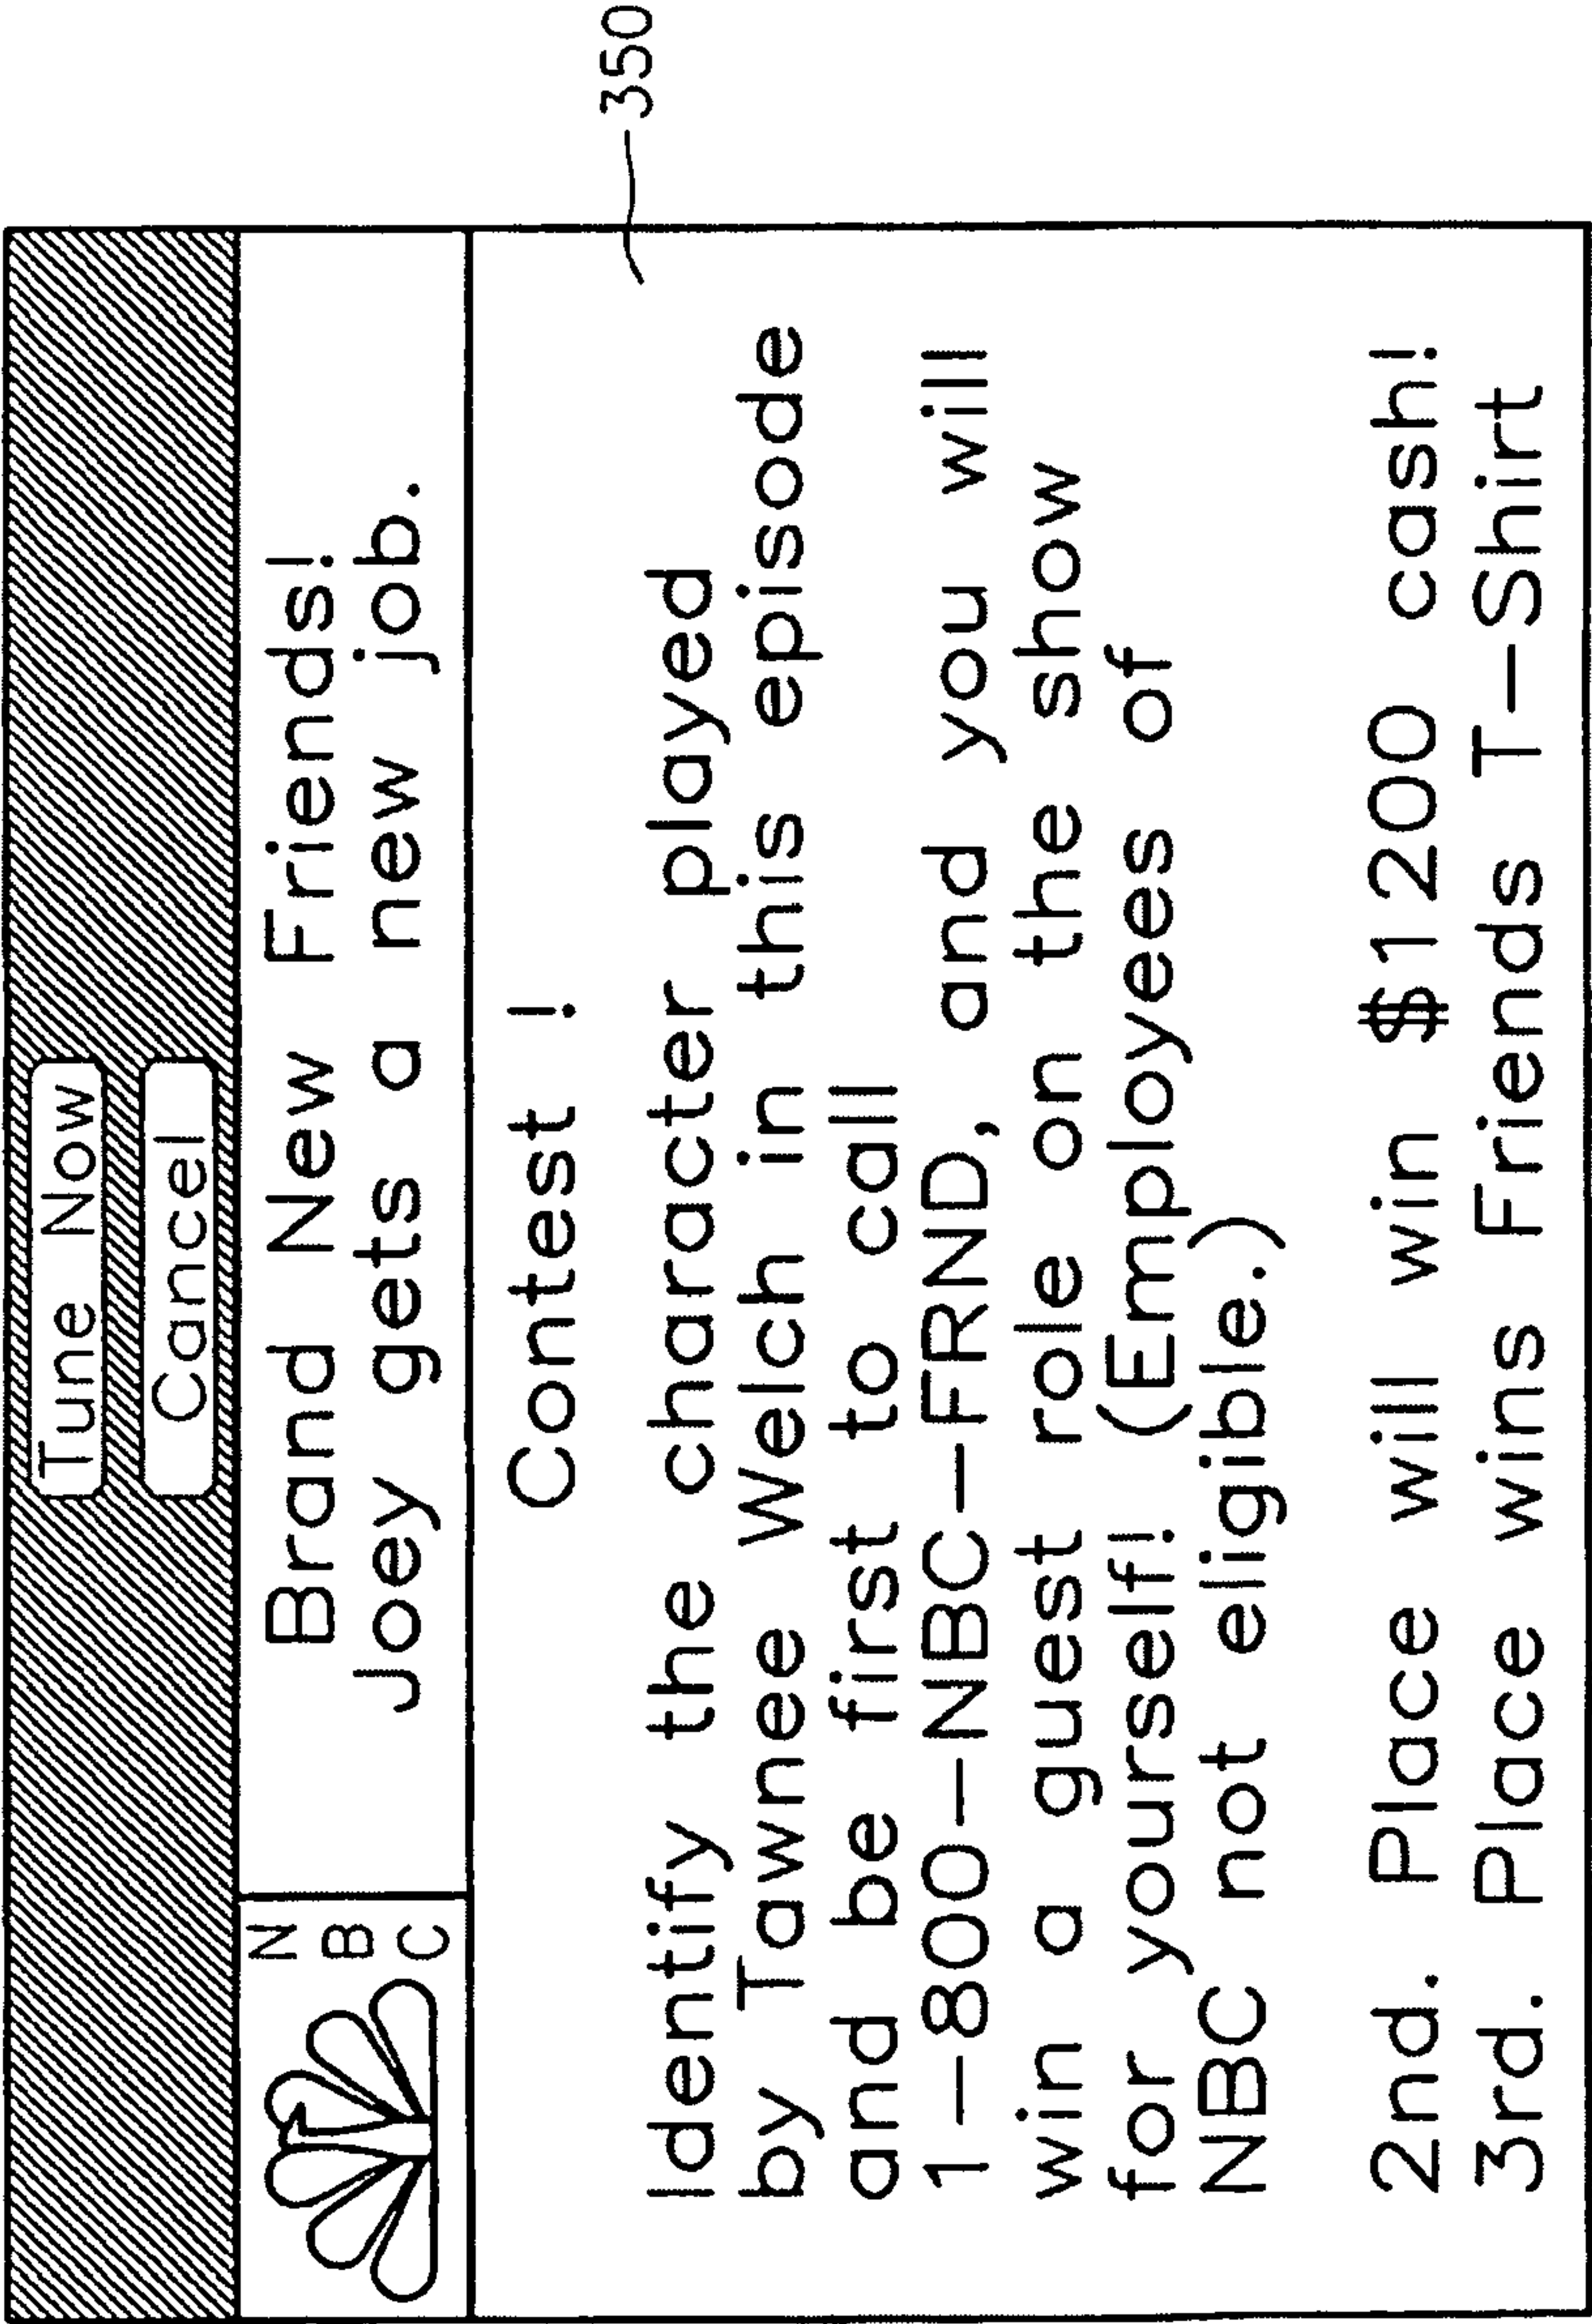 Tune Now
Cancel
N
B
C
Brand New Friends!
Joey gets a new job.
Contest !
Identify the character played
by Tawnee Welch in this episode
and be first to call
1-800-NBC-FRND, and you will
win a guest role on the show
for yourself! (Employees of
NBC not eligible.)
2nd. Place will win $1200 cash!
3rd. Place wins Friends T-Shirt
350